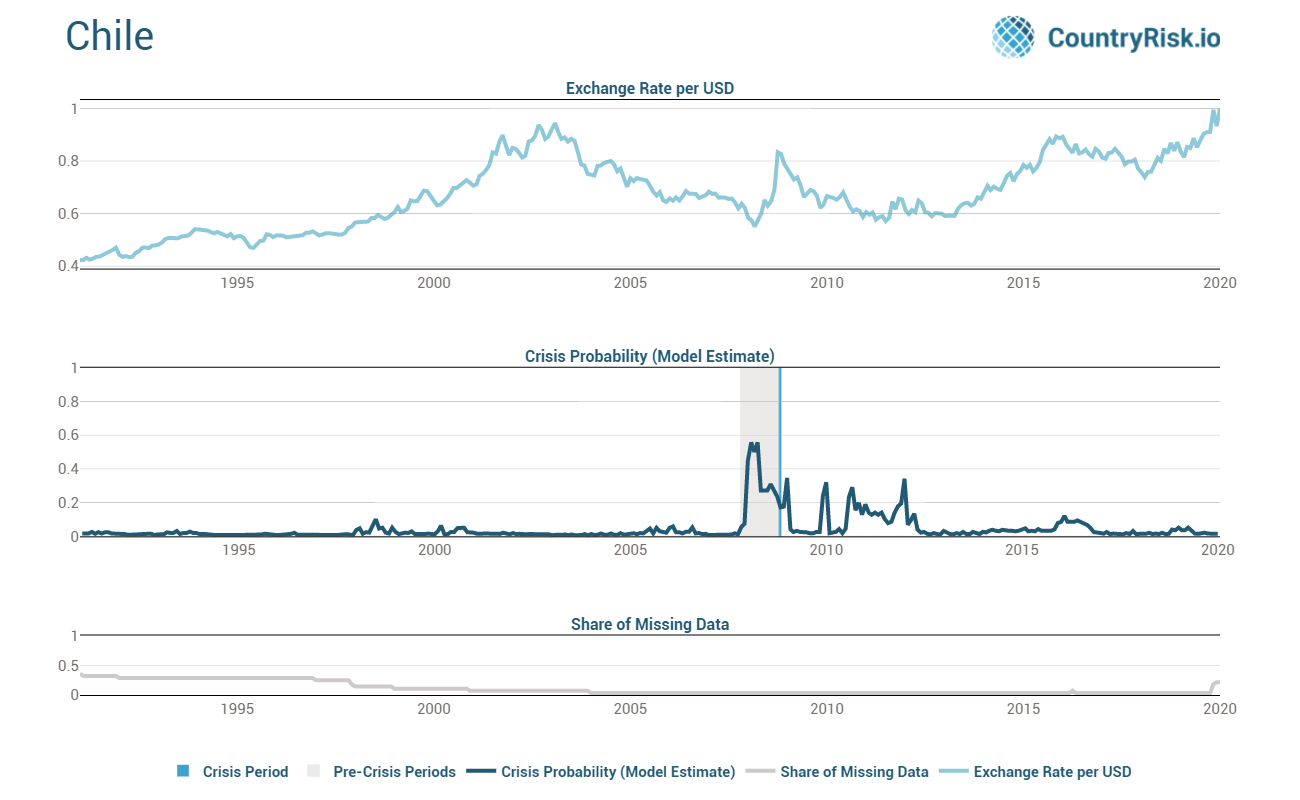 Chile
CountryRisk.io
Exchange Rate per USD
1
0.8
0.6
0.4
1995 2000 2005 2010 2015 2020
Crisis Probability (Model Estimate)
1
0.8
0.6
0.4
0.2
0
1995 2000 2005 2010 2015 2020
Share of Missing Data
1
0.5
0
1995 2000 2005 2010 2015 2020
Crisis Period Pre-Crisis Periods Crisis Probability (Model Estimate) Share of Missing Data Exchange Rate per USD